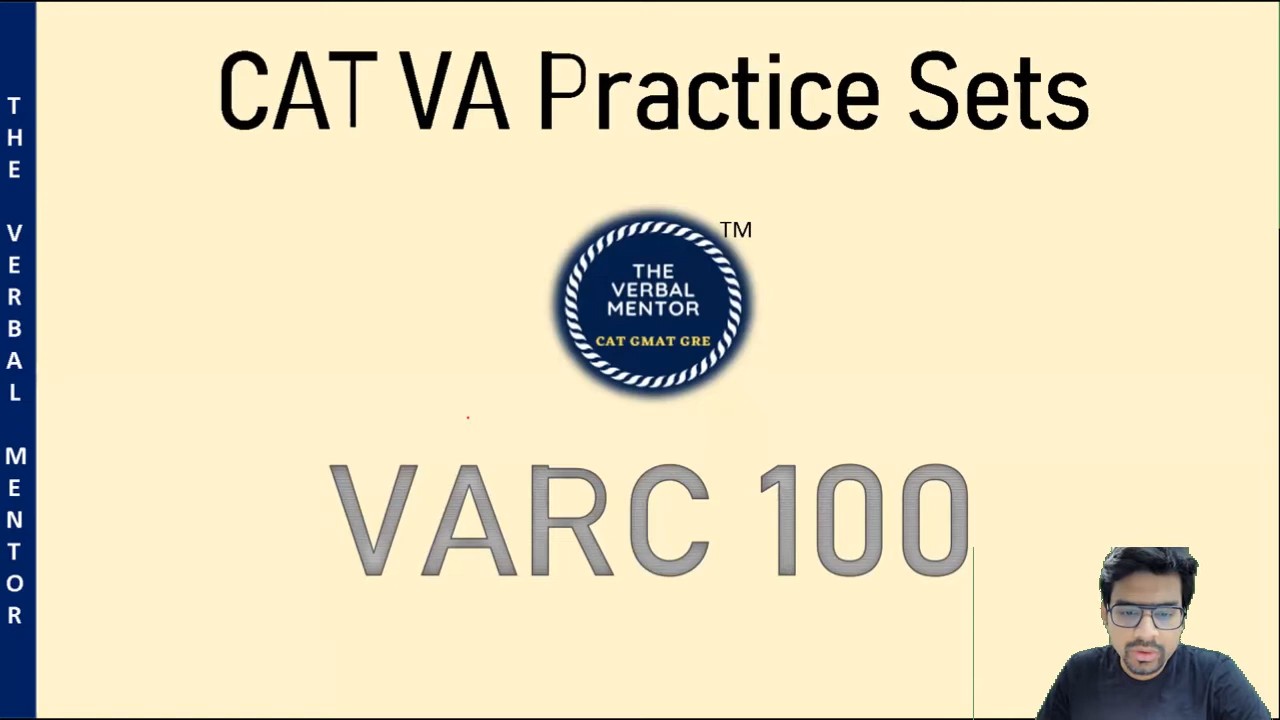 CAT VA Practice Sets
THE VERBAL MENTOR
TM
THE
VERBAL
MENTOR
CAT GMAT GRE
VARC 100